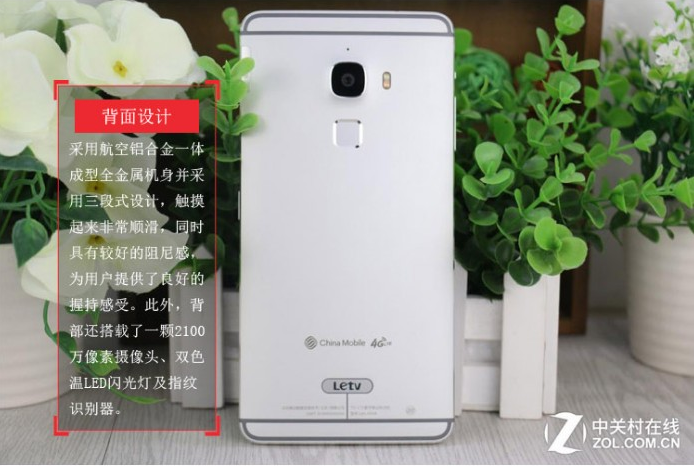 背面设计
采用航空铝合金一体
成型全金属机身并采
用三段式设计，触摸
起来非常顺滑，同时
具有较好的阻尼感，
为用户提供了良好的
握持感受。此外，背
部还搭载了一颗2100
万像素摄像头、双色
温LED闪光灯及指纹
识别器。
China Mobile 4G
Letv
中关村在线
ZOL.COM.CN